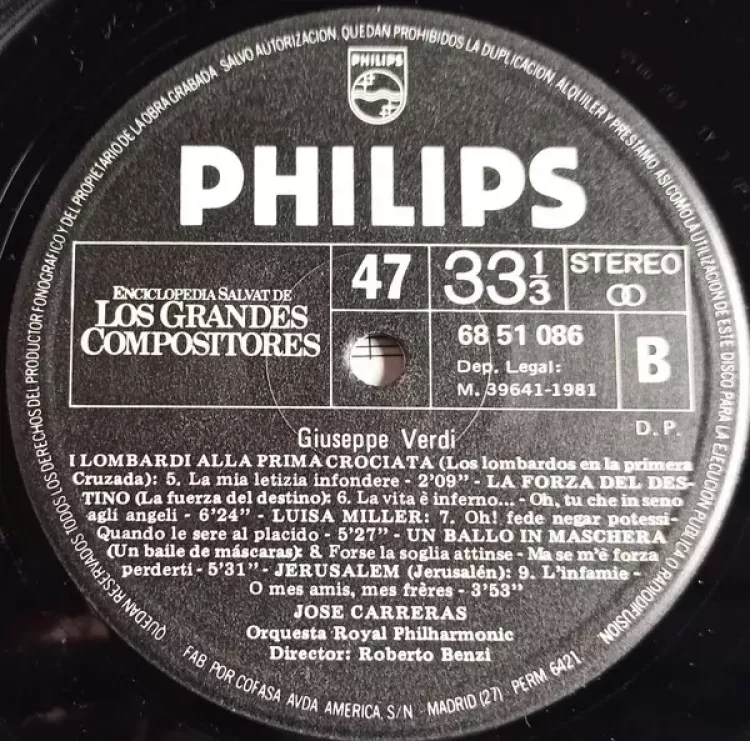 QUEDAN RESERVADOS TODOS LOS DERECHOS DEL PRODUCTOR FONOGRAFICO Y DEL PROPIETARIO DE LA OBRA GRABADA. SALVO AUTORIZACION, QUEDAN PROHIBIDOS LA DUPLICACION, ALQUILER Y PRESTAMO, ASI COMO LA UTILIZACION DE ESTE DISCO PARA LA EJECUCION PUBLICA O RADIODIFUSION.
PHILIPS
PHILIPS
ENCICLOPEDIA SALVAT DE
LOS GRANDES
COMPOSITORES
47
33 1/3
STEREO
68 51 086
Dep. Legal:
M. 39641-1981
B
D. P.
Giuseppe Verdi
I LOMBARDI ALLA PRIMA CROCIATA (Los lombardos en la primera
Cruzada): 5. La mia letizia infondere - 2'09" - LA FORZA DEL DES-
TINO (La fuerza del destino): 6. La vità è inferno... - Oh, tu che in seno
agli angeli - 6'24" - LUISA MILLER: 7. Oh! fede negar potessi-
Quando le sere al placido - 5'27" - UN BALLO IN MASCHERA
(Un baile de máscaras): & Forse la soglia attinse - Ma se m'è forza
perderti - 5'31" - JERUSALEM (Jerusalén): 9. L'infamie -
O mes amis, mes frères - 3'53"
JOSE CARRERAS
Orquesta Royal Philharmonic
Director: Roberto Benzi
FAB. POR COFASA AVDA AMERICA, S/N - MADRID (27) PERM 6421.